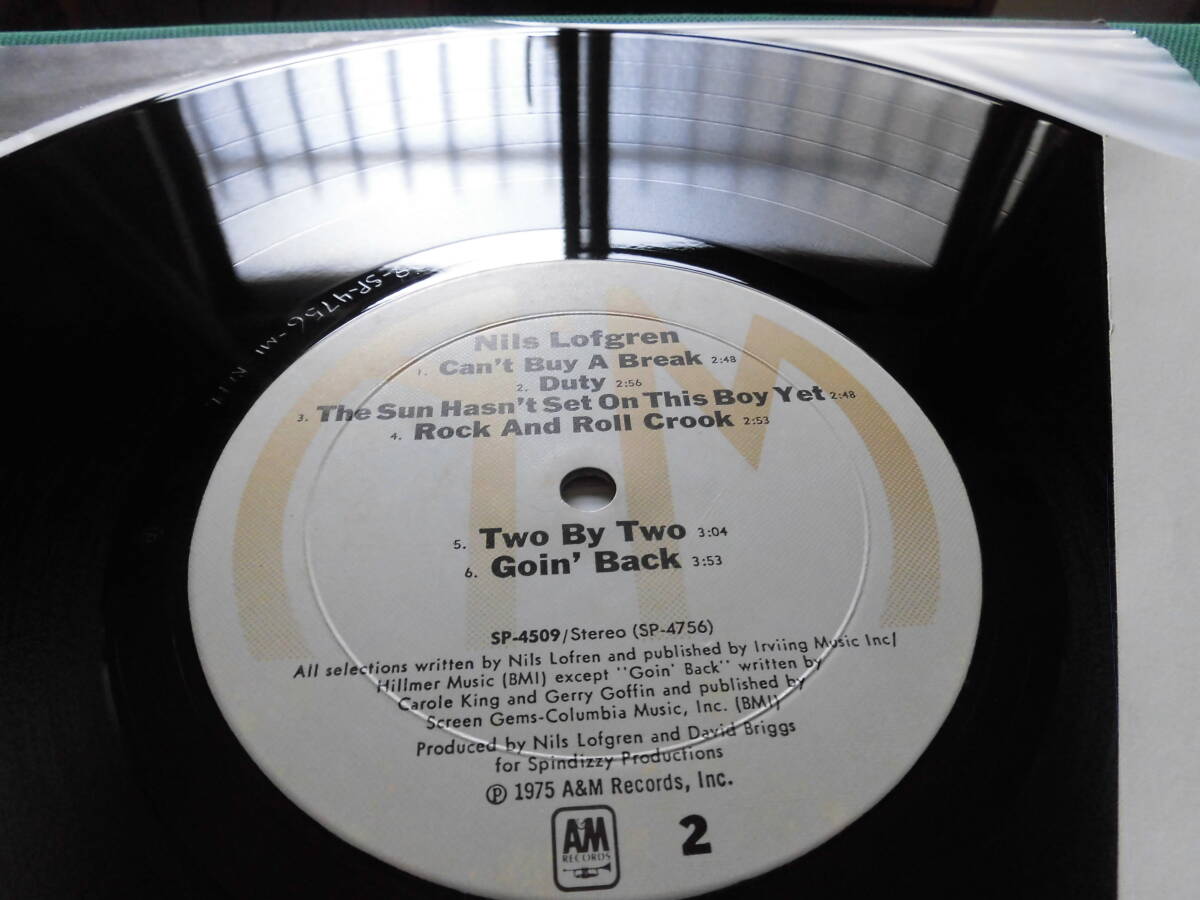 SP-4756-M1
Nils Lofgren
1. Can't Buy A Break 2:48
2. Duty 2:56
3. The Sun Hasn't Set On This Boy Yet 2:48
4. Rock And Roll Crook 2:53
5. Two By Two 3:04
6. Goin' Back 3:53
SP-4509/Stereo (SP-4756)
All selections written by Nils Lofren and published by Irviing Music Inc/
Hillmer Music (BMI) except "Goin' Back" written by
Carole King and Gerry Goffin and published by
Screen Gems-Columbia Music, Inc. (BMI)
Produced by Nils Lofgren and David Briggs
for Spindizzy Productions
℗ 1975 A&M Records, Inc.
A&M
RECORDS
2